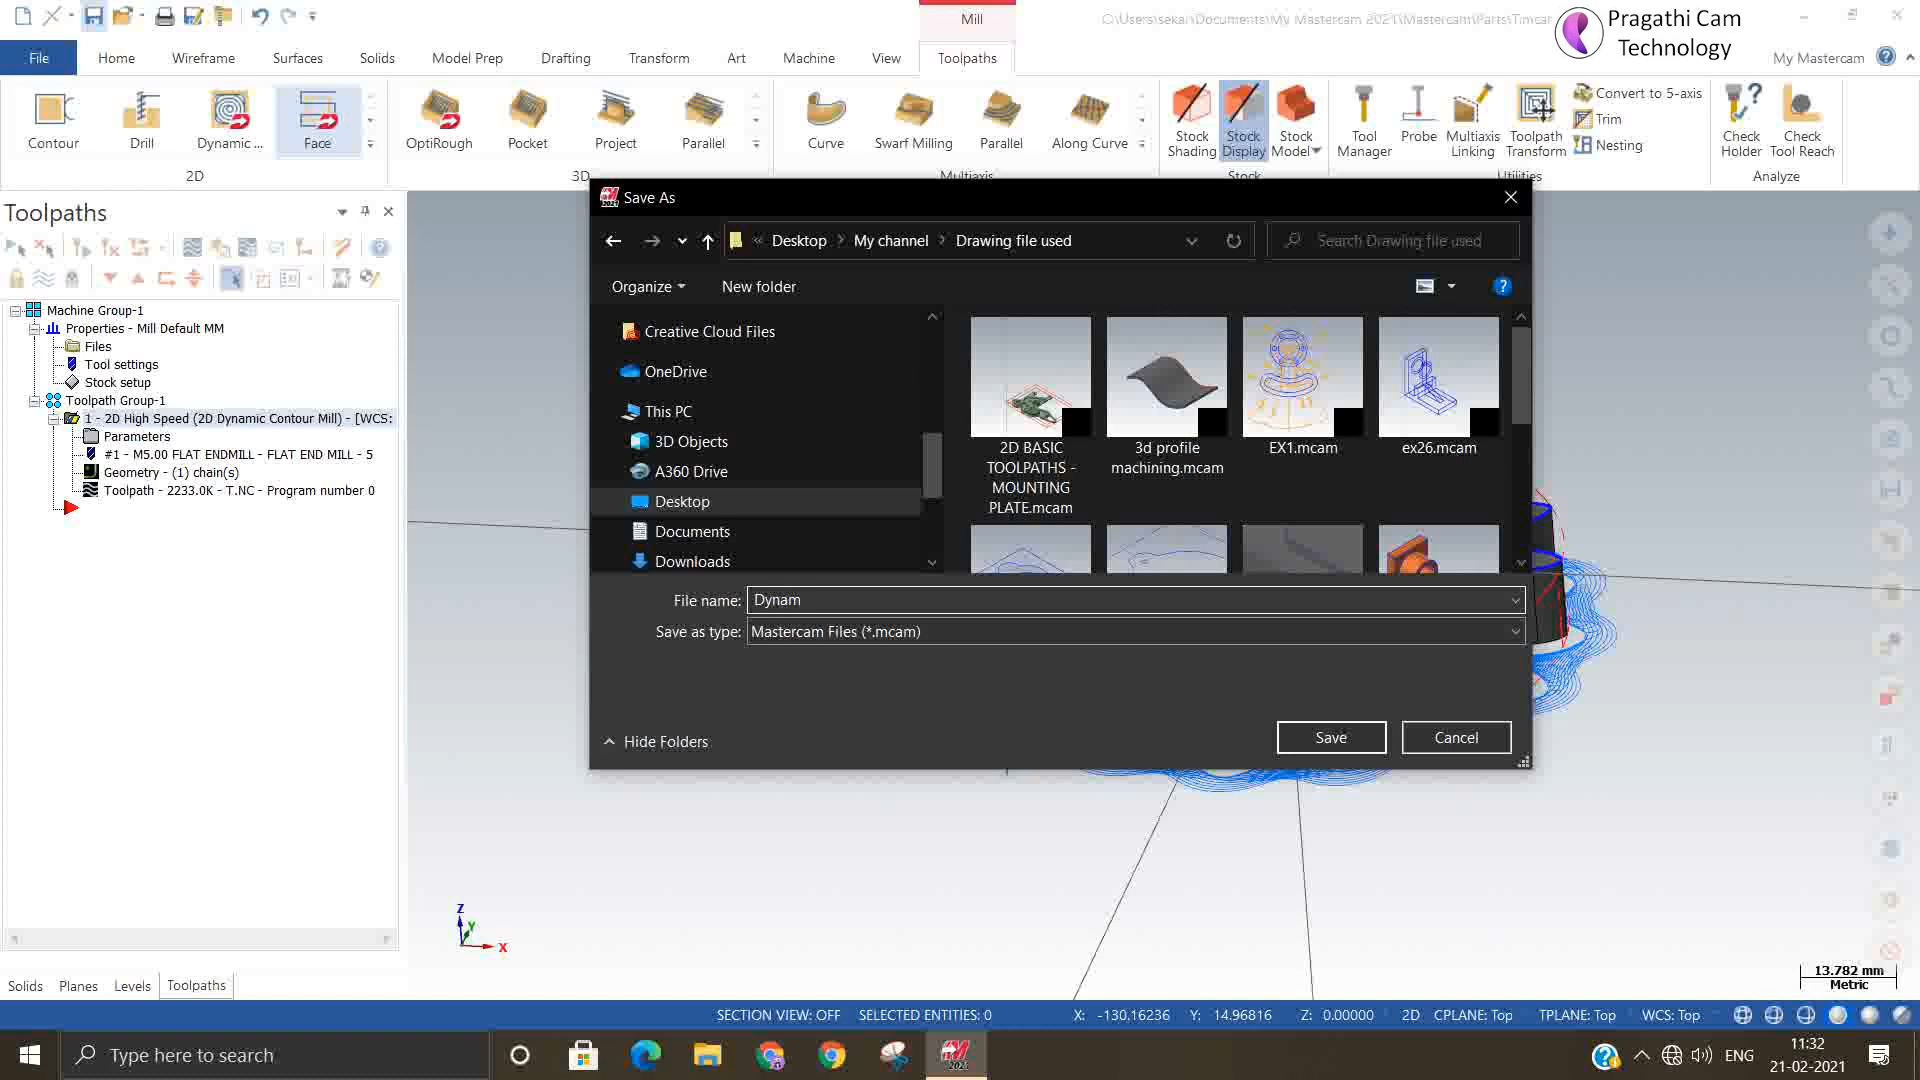 Mill
C:\Users\sekar\Documents\My Mastercam 2021\Mastercam\Parts\Timcar
Pragathi Cam
Technology
File
Home
Wireframe
Surfaces
Solids
Model Prep
Drafting
Transform
Art
Machine
View
Toolpaths
My Mastercam
Contour
Drill
Dynamic ...
Face
OptiRough
Pocket
Project
Parallel
Curve
Swarf Milling
Parallel
Along Curve
Stock
Shading
Stock
Display
Stock
Model
Tool
Manager
Probe
Multiaxis
Linking
Toolpath
Transform
Convert to 5-axis
Trim
Nesting
Check
Holder
Check
Tool Reach
2D
3D
Multiaxis
Stock
Utilities
Analyze
Toolpaths
Machine Group-1
Properties - Mill Default MM
Files
Tool settings
Stock setup
Toolpath Group-1
1 - 2D High Speed (2D Dynamic Contour Mill) - [WCS:
Parameters
#1 - M5.00 FLAT ENDMILL - FLAT END MILL - 5
Geometry - (1) chain(s)
Toolpath - 2233.0K - T.NC - Program number 0
Save As
« Desktop > My channel > Drawing file used
Search Drawing file used
Organize
New folder
Creative Cloud Files
OneDrive
This PC
3D Objects
A360 Drive
Desktop
Documents
Downloads
2D BASIC
TOOLPATHS -
MOUNTING
PLATE.mcam
3d profile
machining.mcam
EX1.mcam
ex26.mcam
File name: Dynam
Save as type: Mastercam Files (*.mcam)
Hide Folders
Save
Cancel
Z
Y
X
13.782 mm
Metric
Solids
Planes
Levels
Toolpaths
SECTION VIEW: OFF
SELECTED ENTITIES: 0
X: -130.16236
Y: 14.96816
Z: 0.00000
2D
CPLANE: Top
TPLANE: Top
WCS: Top
Type here to search
2021
ENG
11:32
21-02-2021